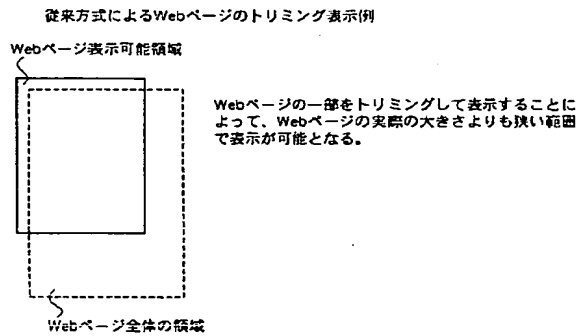 従来方式によるWebページのトリミング表示例
Webページ表示可能領域
Webページの一部をトリミングして表示することに
よって、Webページの実際の大きさよりも狭い範囲
で表示が可能となる。
Webページ全体の領域